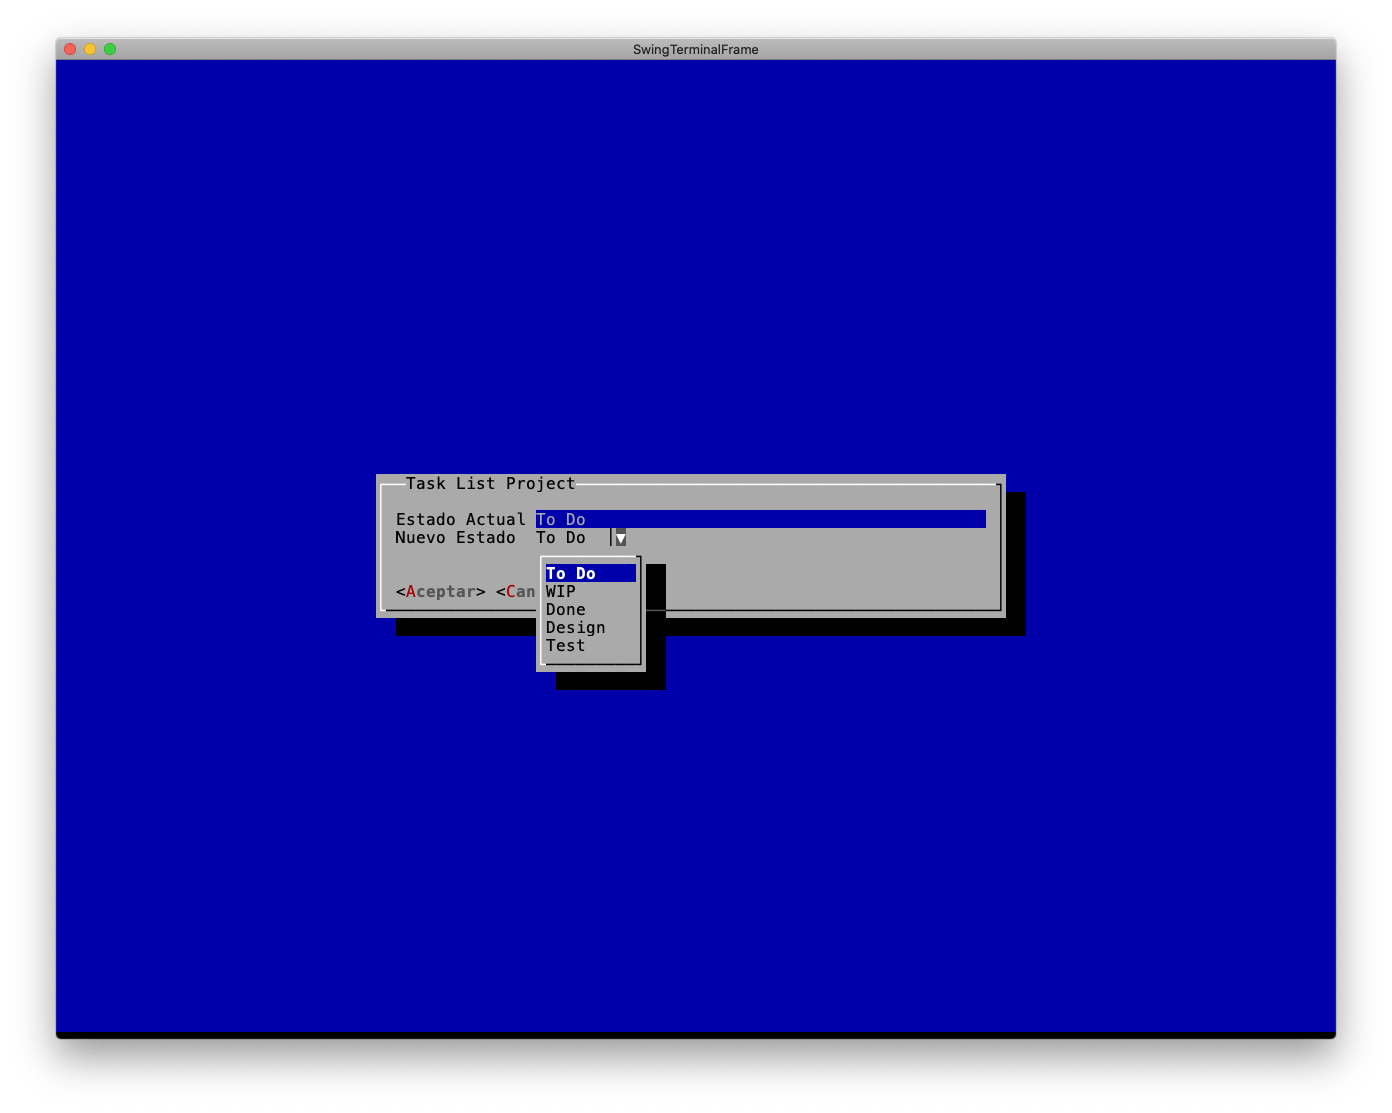 SwingTerminalFrame
Task List Project
Estado Actual To Do
Nuevo Estado To Do ▼
<Aceptar> <Can
To Do
WIP
Done
Design
Test